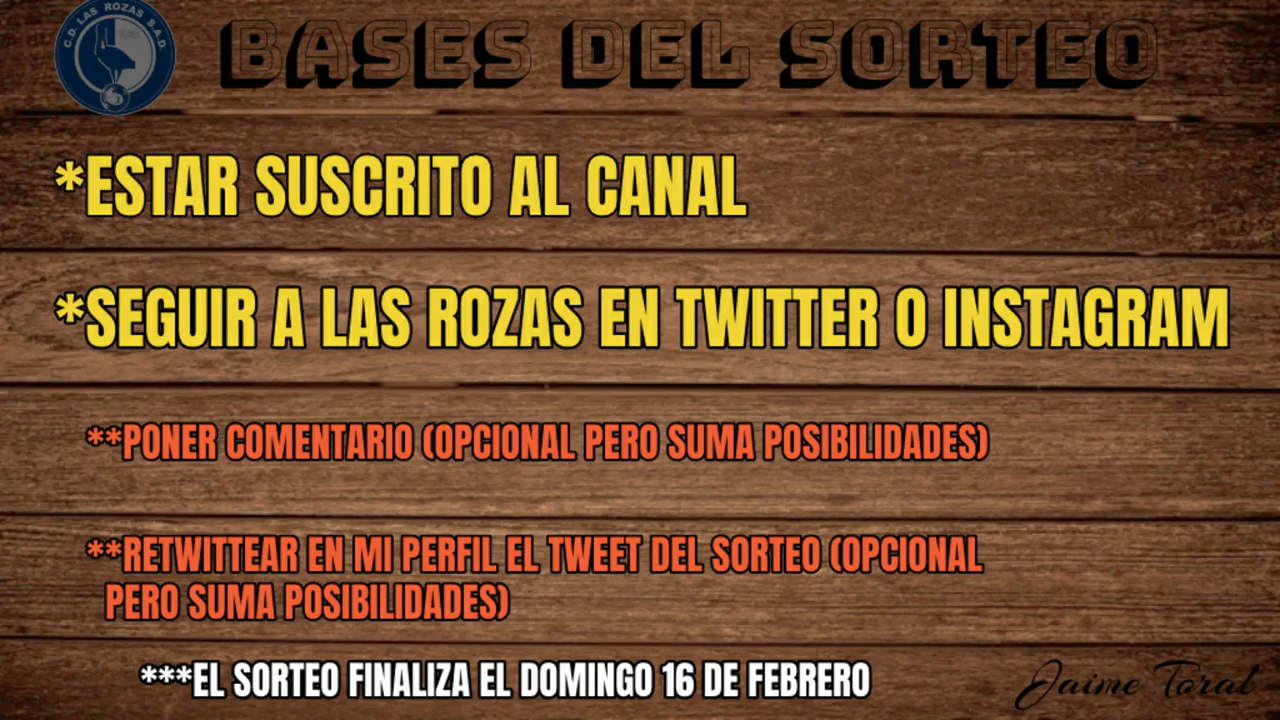 C.D. LAS ROZAS S.A.D.
BASES DEL SORTEO
*ESTAR SUSCRITO AL CANAL
*SEGUIR A LAS ROZAS EN TWITTER O INSTAGRAM
**PONER COMENTARIO (OPCIONAL PERO SUMA POSIBILIDADES)
**RETWITTEAR EN MI PERFIL EL TWEET DEL SORTEO (OPCIONAL
PERO SUMA POSIBILIDADES)
***EL SORTEO FINALIZA EL DOMINGO 16 DE FEBRERO
Jaime Toral